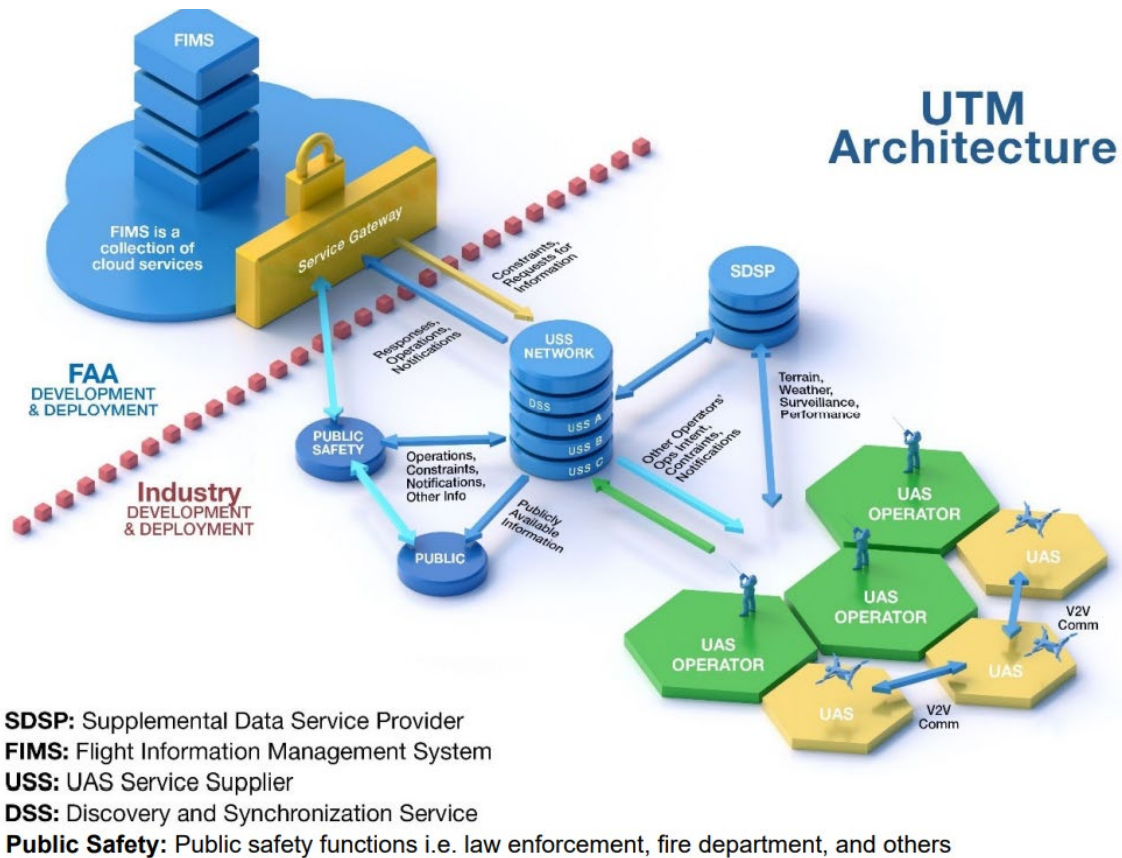 FIMS
UTM
Architecture
FIMS is a
collection of
cloud services
Service Gateway
Constraints,
Requests for
Information
SDSP
Responses,
Operations,
Notifications
USS
NETWORK
DSS
USS A
USS B
USS C
FAA
DEVELOPMENT
& DEPLOYMENT
Terrain,
Weather,
Surveillance,
Performance
PUBLIC
SAFETY
Operations,
Constraints,
Notifications,
Other Info
Other Operators'
Ops Intent,
Contraints,
Notifications
Industry
DEVELOPMENT
& DEPLOYMENT
Publicly
Available
Information
PUBLIC
UAS
OPERATOR
UAS
UAS
OPERATOR
V2V
Comm
UAS
OPERATOR
UAS
UAS
V2V
Comm
SDSP: Supplemental Data Service Provider
FIMS: Flight Information Management System
USS: UAS Service Supplier
DSS: Discovery and Synchronization Service
Public Safety: Public safety functions i.e. law enforcement, fire department, and others